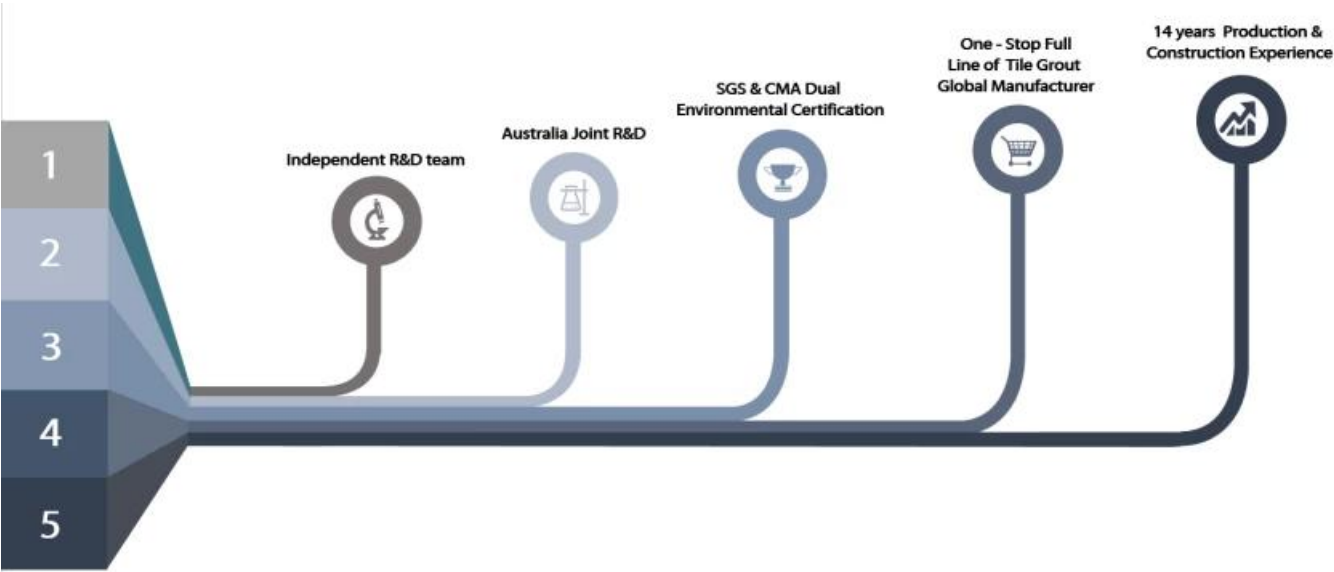 1
2
3
4
5
Independent R&D team
Australia Joint R&D
SGS & CMA Dual
Environmental Certification
One - Stop Full
Line of Tile Grout
Global Manufacturer
14 years Production &
Construction Experience